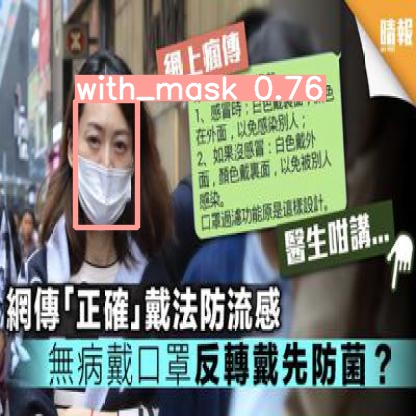 晴報
網上瘋傳
with_mask 0.76
1、感冒時：白色戴裏面，顏色
在外面，以免感染別人；
2、如果沒感冒：白色戴外
面，顏色戴裏面，以免被別人
感染。
口罩過濾功能原是這樣設計。
醫生咁講...
網傳「正確」戴法防流感
無病戴口罩反轉戴先防菌？